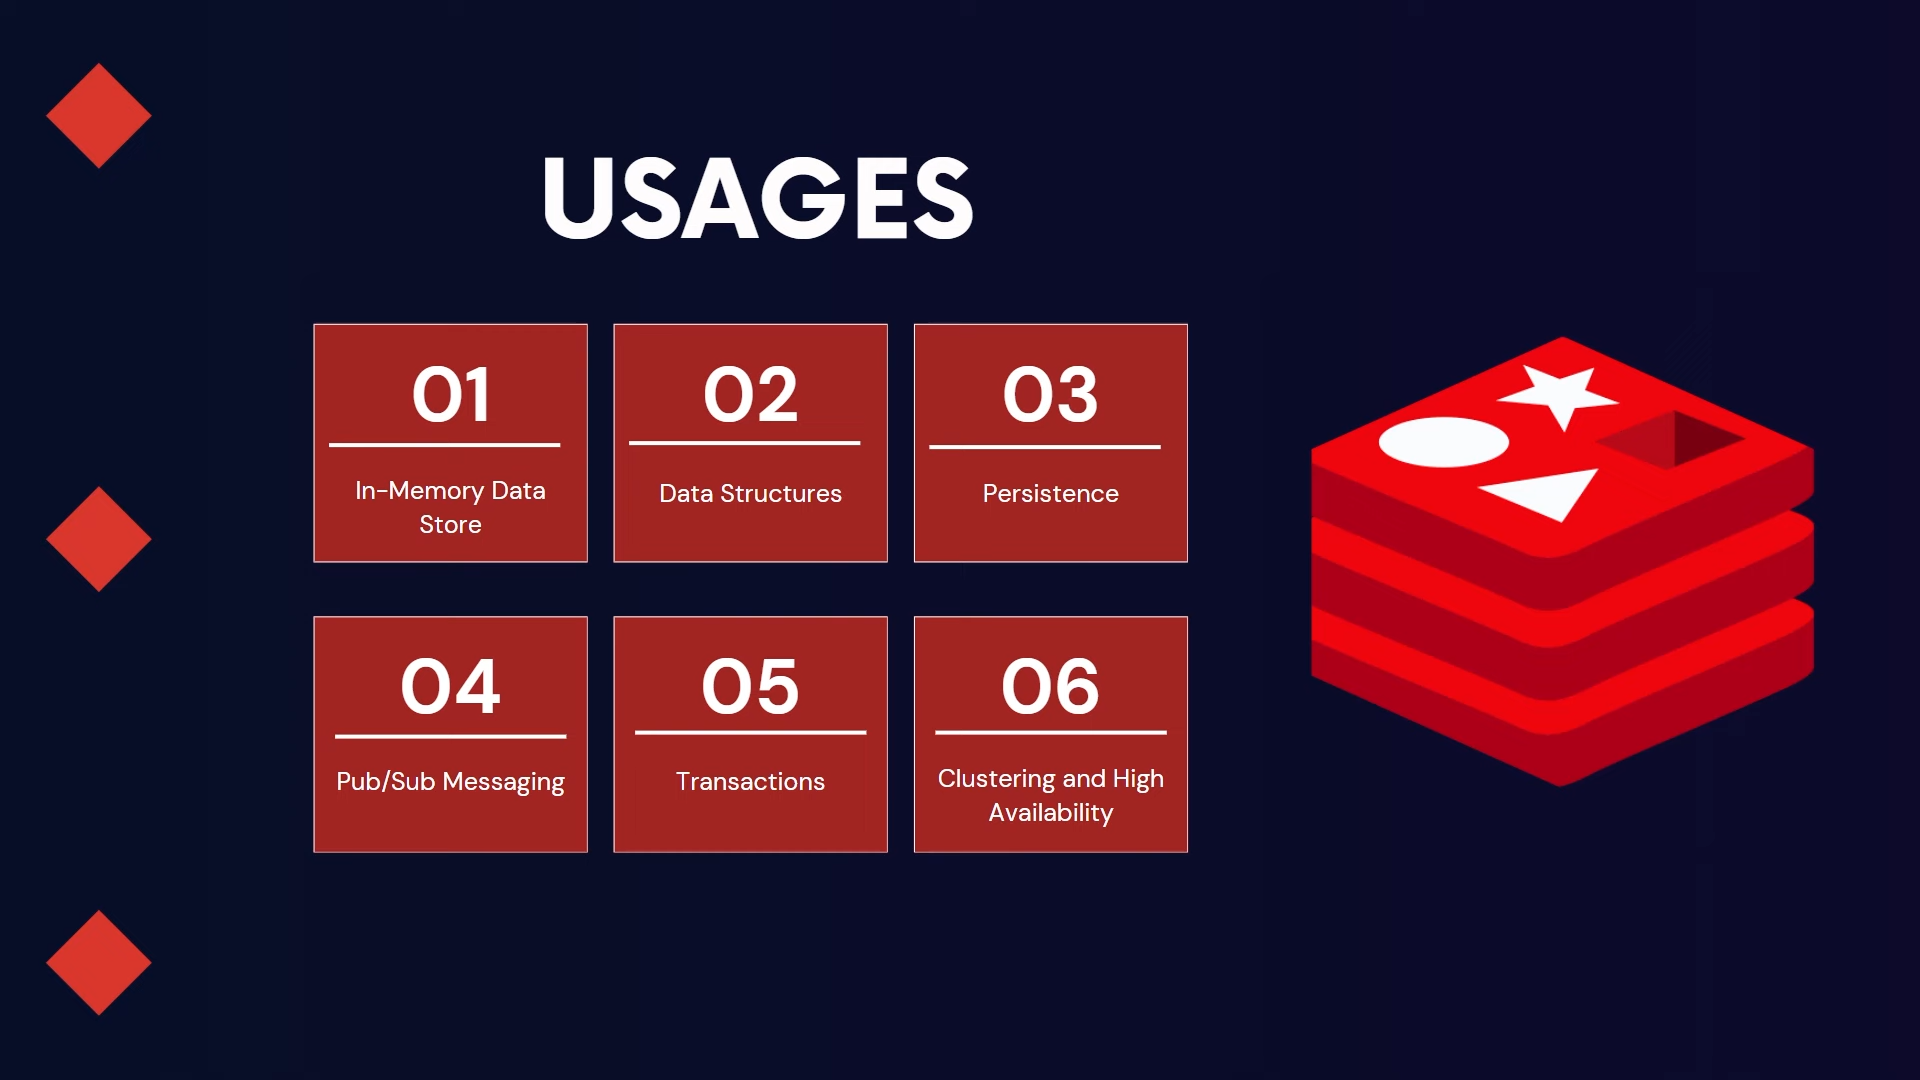 USAGES
01
In-Memory Data
Store
02
Data Structures
03
Persistence
04
Pub/Sub Messaging
05
Transactions
06
Clustering and High
Availability